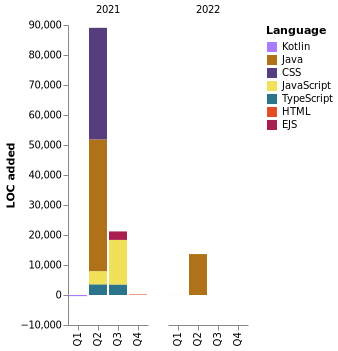 2021
2022
90,000
80,000
70,000
60,000
50,000
40,000
30,000
20,000
10,000
0
−10,000
LOC added
Q1
Q2
Q3
Q4
Q1
Q2
Q3
Q4
Language
Kotlin
Java
CSS
JavaScript
TypeScript
HTML
EJS